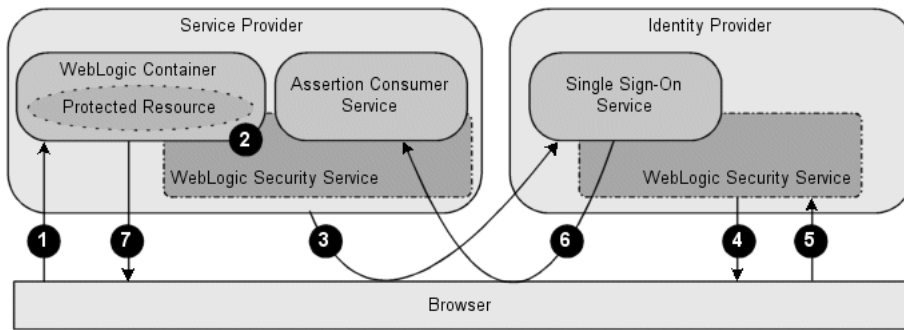 Service Provider
Identity Provider
WebLogic Container
Protected Resource
Assertion Consumer
Service
Single Sign-On
Service
2
WebLogic Security Service
WebLogic Security Service
1
7
3
6
4
5
Browser